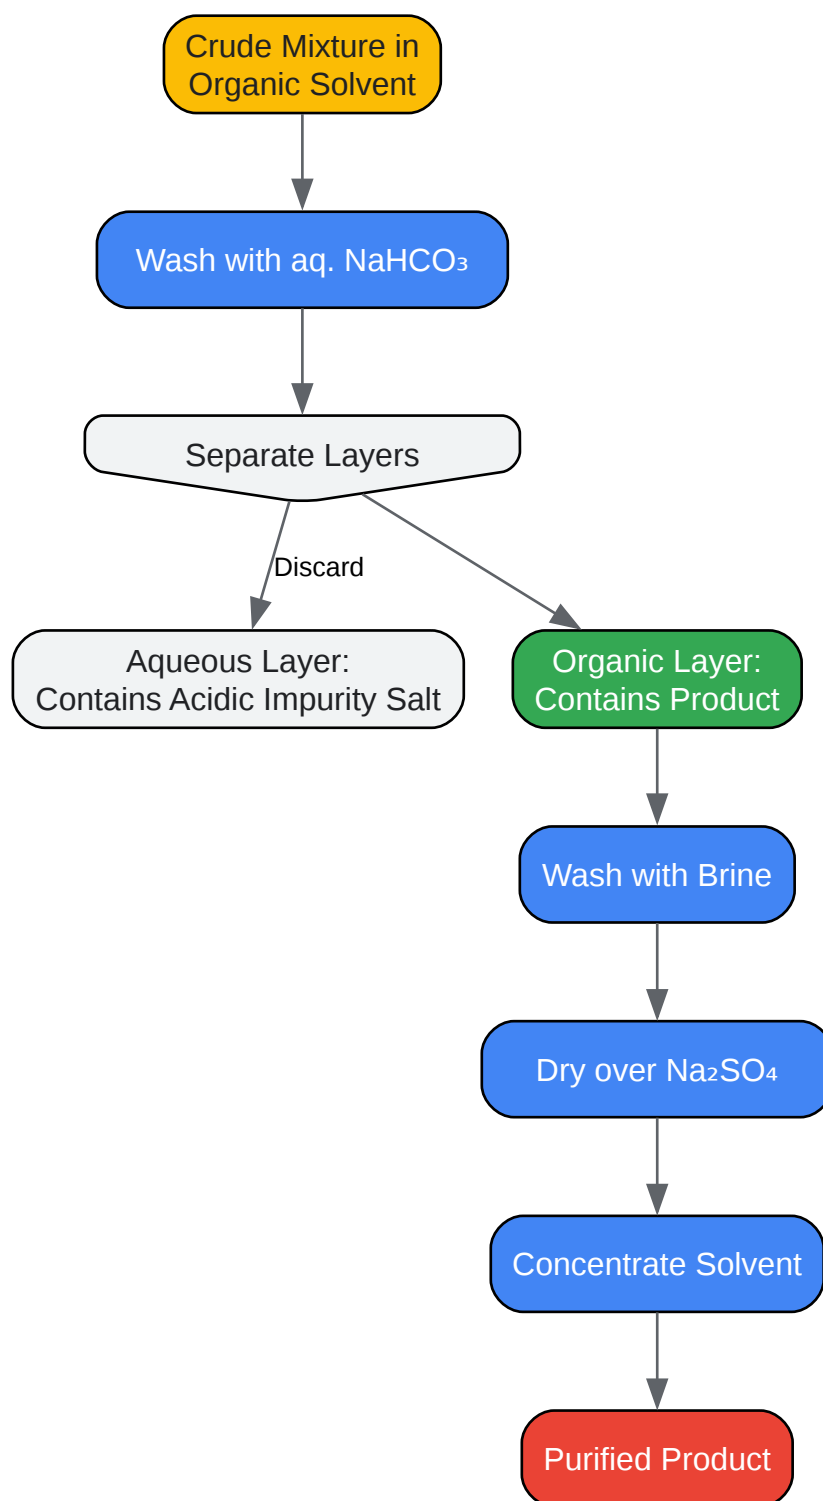 Crude Mixture in
Organic Solvent
Wash with aq. NaHCO₃
Separate Layers
Discard
Aqueous Layer:
Contains Acidic Impurity Salt
Organic Layer:
Contains Product
Wash with Brine
Dry over Na₂SO₄
Concentrate Solvent
Purified Product